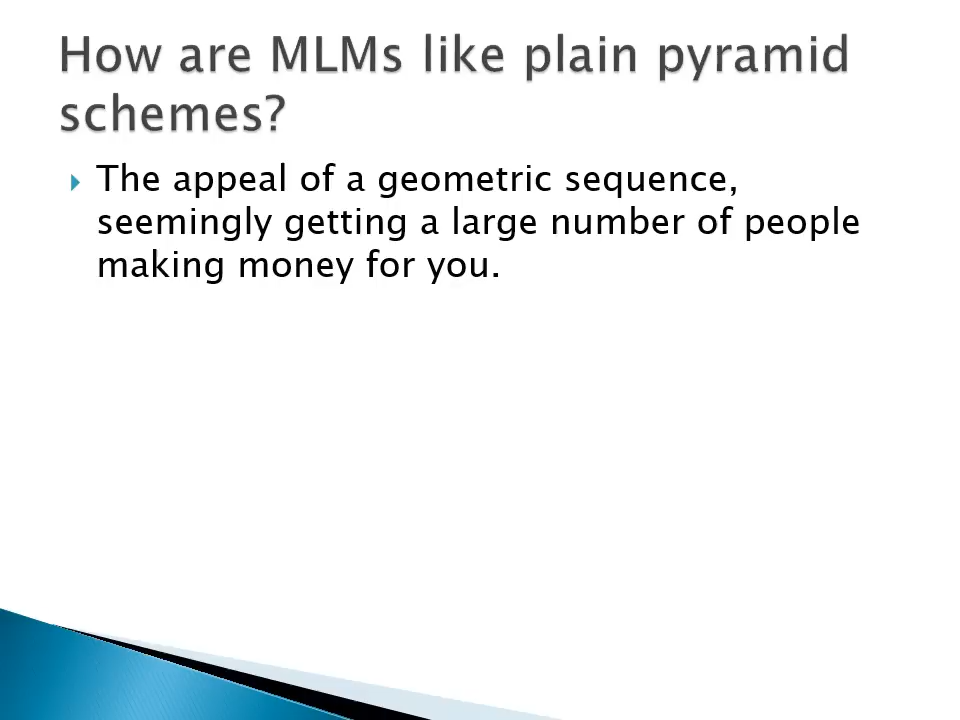 How are MLMs like plain pyramid
schemes?
The appeal of a geometric sequence,
seemingly getting a large number of people
making money for you.